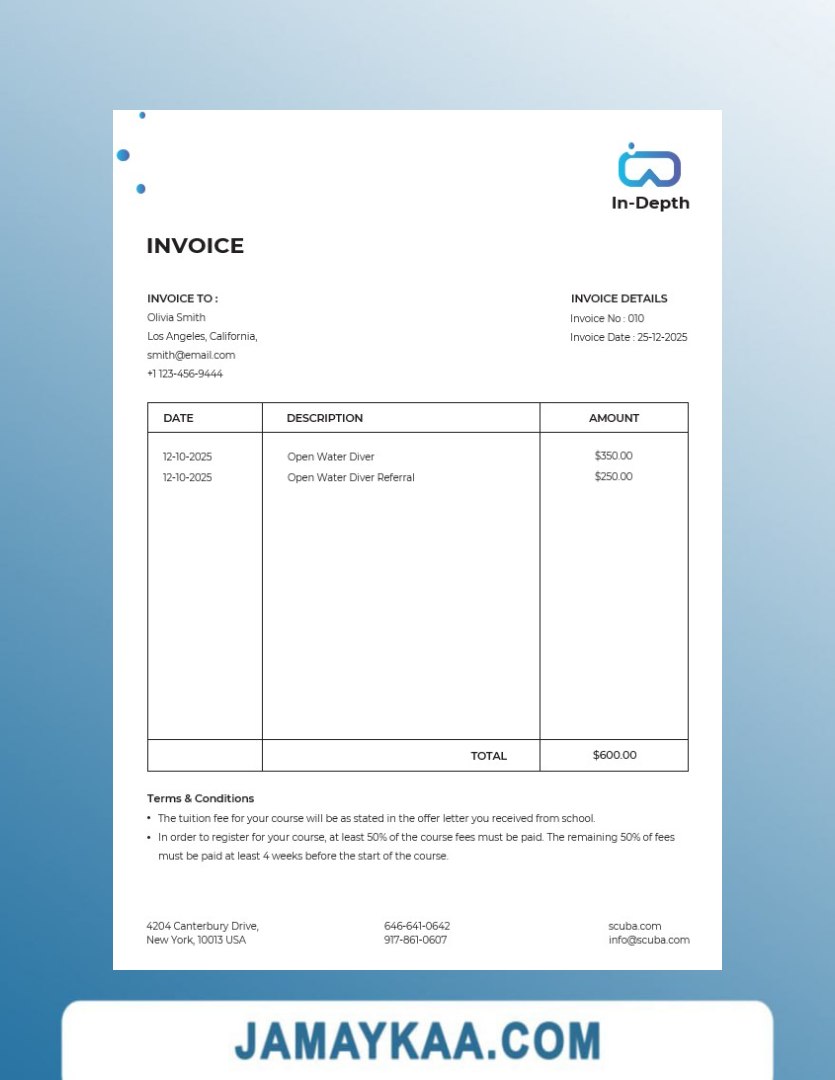 In-Depth
INVOICE
INVOICE TO :
Olivia Smith
Los Angeles, California,
smith@email.com
+1 123-456-9444
INVOICE DETAILS
Invoice No : 010
Invoice Date : 25-12-2025
DATE DESCRIPTION AMOUNT
12-10-2025 Open Water Diver $350.00
12-10-2025 Open Water Diver Referral $250.00
TOTAL $600.00
Terms & Conditions
• The tuition fee for your course will be as stated in the offer letter you received from school.
• In order to register for your course, at least 50% of the course fees must be paid. The remaining 50% of fees
must be paid at least 4 weeks before the start of the course.
4204 Canterbury Drive,
New York, 10013 USA
646-641-0642
917-861-0607
scuba.com
info@scuba.com
JAMAYKAA.COM